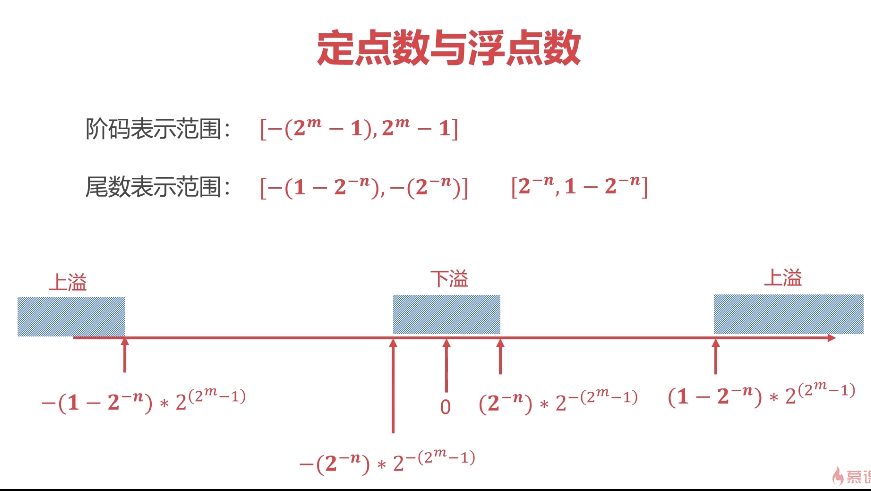 定点数与浮点数
阶码表示范围： [−(2^m − 1), 2^m − 1]
尾数表示范围： [−(1 − 2^{−n}), −(2^{−n})] [2^{−n}, 1 − 2^{−n}]
上溢 下溢 上溢
−(1 − 2^{−n}) ∗ 2^{(2^m−1)} 0 (2^{−n}) ∗ 2^{−(2^m−1)} (1 − 2^{−n}) ∗ 2^{(2^m−1)}
−(2^{−n}) ∗ 2^{−(2^m−1)}